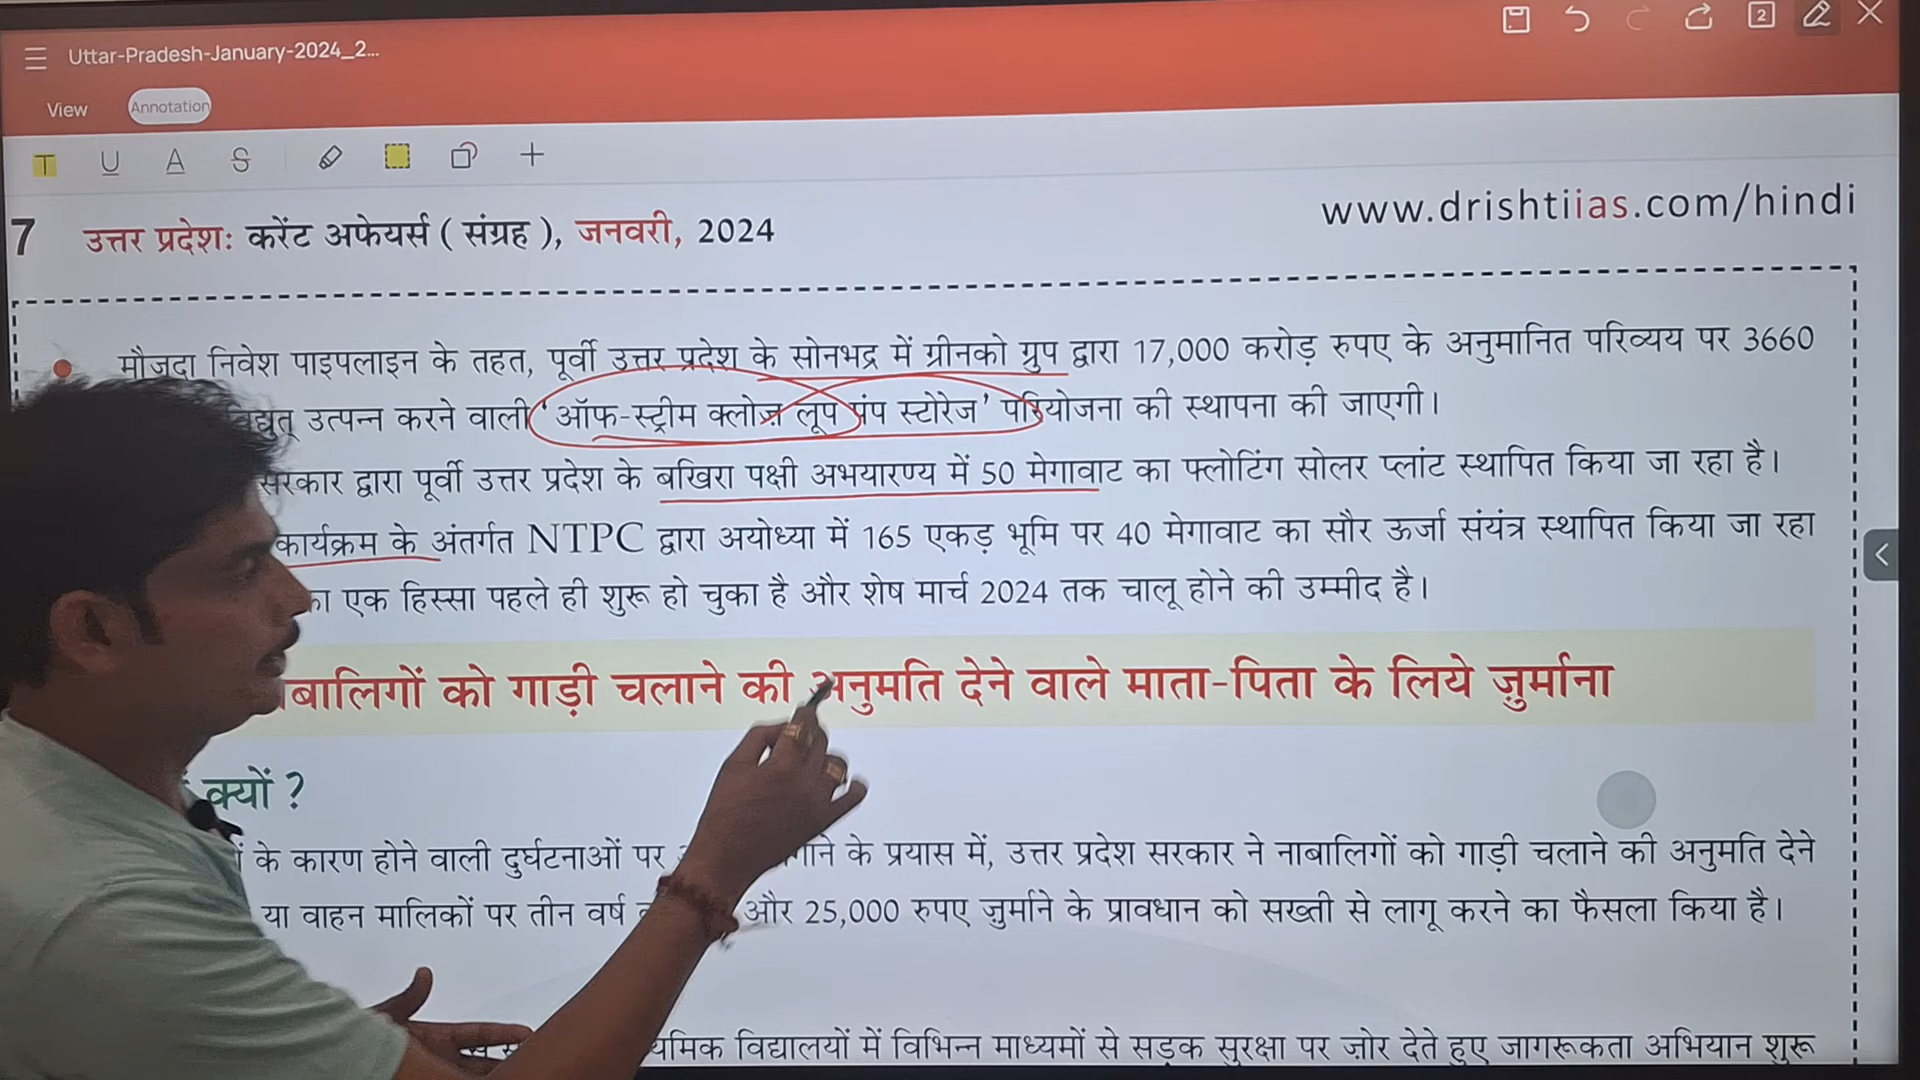 Uttar-Pradesh-January-2024_2...
View Annotation
T U A S
2
www.drishtiias.com/hindi
7 उत्तर प्रदेशः करेंट अफेयर्स ( संग्रह ), जनवरी, 2024
मौजूदा निवेश पाइपलाइन के तहत, पूर्वी उत्तर प्रदेश के सोनभद्र में ग्रीनको ग्रुप द्वारा 17,000 करोड़ रुपए के अनुमानित परिव्यय पर 3660
उत्पन्न करने वाली 'ऑफ-स्ट्रीम क्लोज़ लूप पंप स्टोरेज' परियोजना की स्थापना की जाएगी।
सरकार द्वारा पूर्वी उत्तर प्रदेश के बखिरा पक्षी अभयारण्य में 50 मेगावाट का फ्लोटिंग सोलर प्लांट स्थापित किया जा रहा है।
कार्यक्रम के अंतर्गत NTPC द्वारा अयोध्या में 165 एकड़ भूमि पर 40 मेगावाट का सौर ऊर्जा संयंत्र स्थापित किया जा रहा
एक हिस्सा पहले ही शुरू हो चुका है और शेष मार्च 2024 तक चालू होने की उम्मीद है।
बालिगों को गाड़ी चलाने की अनुमति देने वाले माता-पिता के लिये ज़ुर्माना
क्यों ?
के कारण होने वाली दुर्घटनाओं पर के प्रयास में, उत्तर प्रदेश सरकार ने नाबालिगों को गाड़ी चलाने की अनुमति देने
या वाहन मालिकों पर तीन वर्ष और 25,000 रुपए ज़ुर्माने के प्रावधान को सख्ती से लागू करने का फैसला किया है।
विद्यालयों में विभिन्न माध्यमों से सड़क सुरक्षा पर ज़ोर देते हुए जागरूकता अभियान शुरू